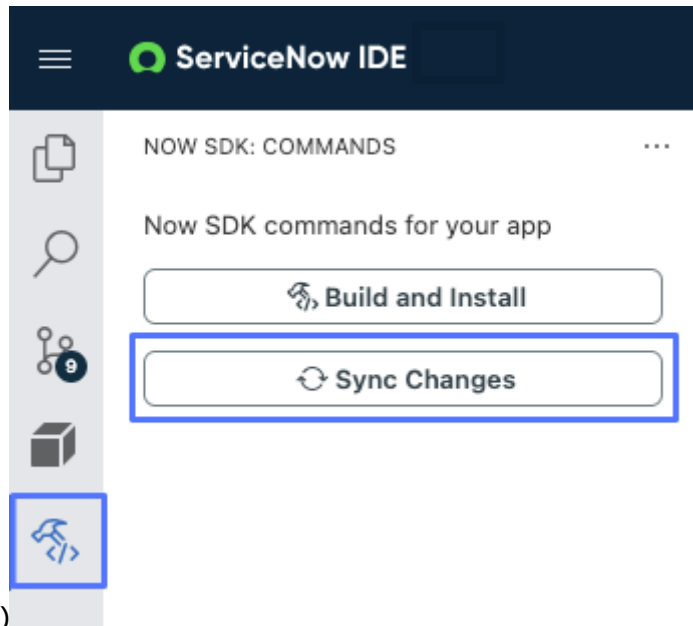 ServiceNow IDE
NOW SDK: COMMANDS ...
Now SDK commands for your app
Build and Install
9
Sync Changes
</>
)